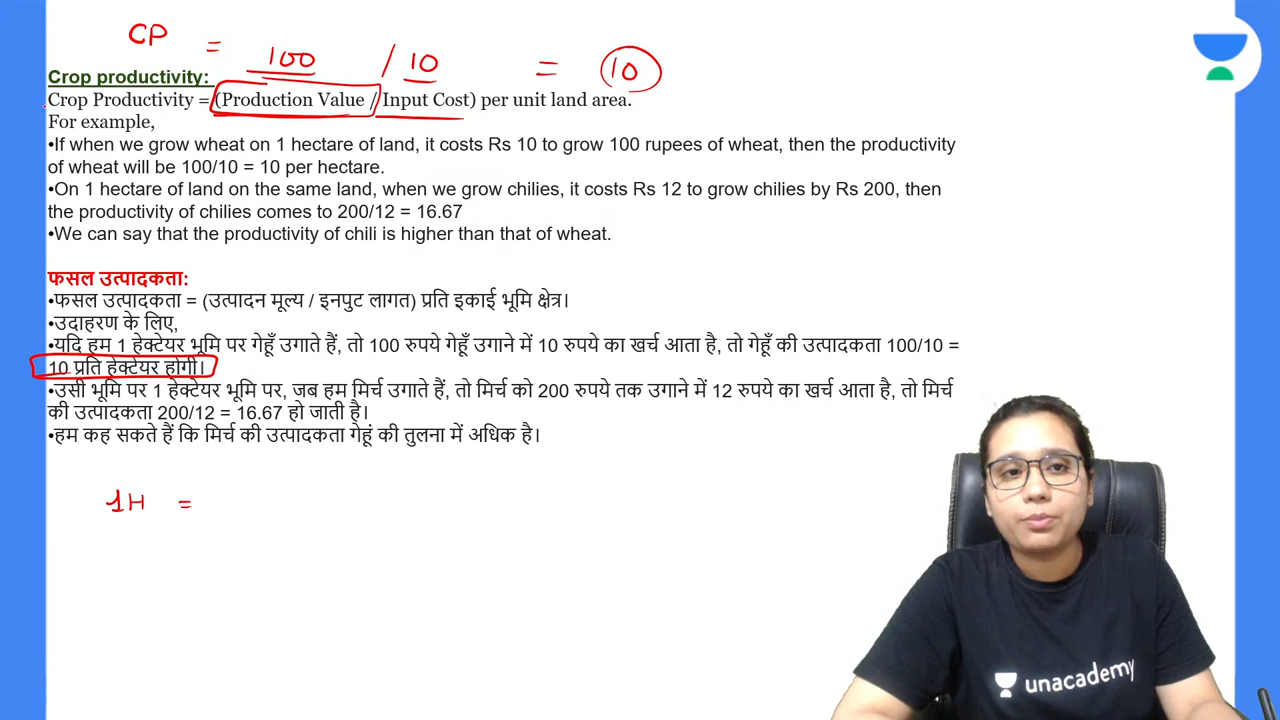 CP = 100 / 10 = 10
Crop productivity:
Crop Productivity = (Production Value / Input Cost) per unit land area.
For example,
•If when we grow wheat on 1 hectare of land, it costs Rs 10 to grow 100 rupees of wheat, then the productivity
of wheat will be 100/10 = 10 per hectare.
•On 1 hectare of land on the same land, when we grow chilies, it costs Rs 12 to grow chilies by Rs 200, then
the productivity of chilies comes to 200/12 = 16.67
•We can say that the productivity of chili is higher than that of wheat.
फसल उत्पादकता:
•फसल उत्पादकता = (उत्पादन मूल्य / इनपुट लागत) प्रति इकाई भूमि क्षेत्र।
•उदाहरण के लिए,
•यदि हम 1 हेक्टेयर भूमि पर गेहूँ उगाते हैं, तो 100 रुपये गेहूँ उगाने में 10 रुपये का खर्च आता है, तो गेहूँ की उत्पादकता 100/10 =
10 प्रति हेक्टेयर होगी।
•उसी भूमि पर 1 हेक्टेयर भूमि पर, जब हम मिर्च उगाते हैं, तो मिर्च को 200 रुपये तक उगाने में 12 रुपये का खर्च आता है, तो मिर्च
की उत्पादकता 200/12 = 16.67 हो जाती है।
•हम कह सकते हैं कि मिर्च की उत्पादकता गेहूं की तुलना में अधिक है।
1H =
unacademy